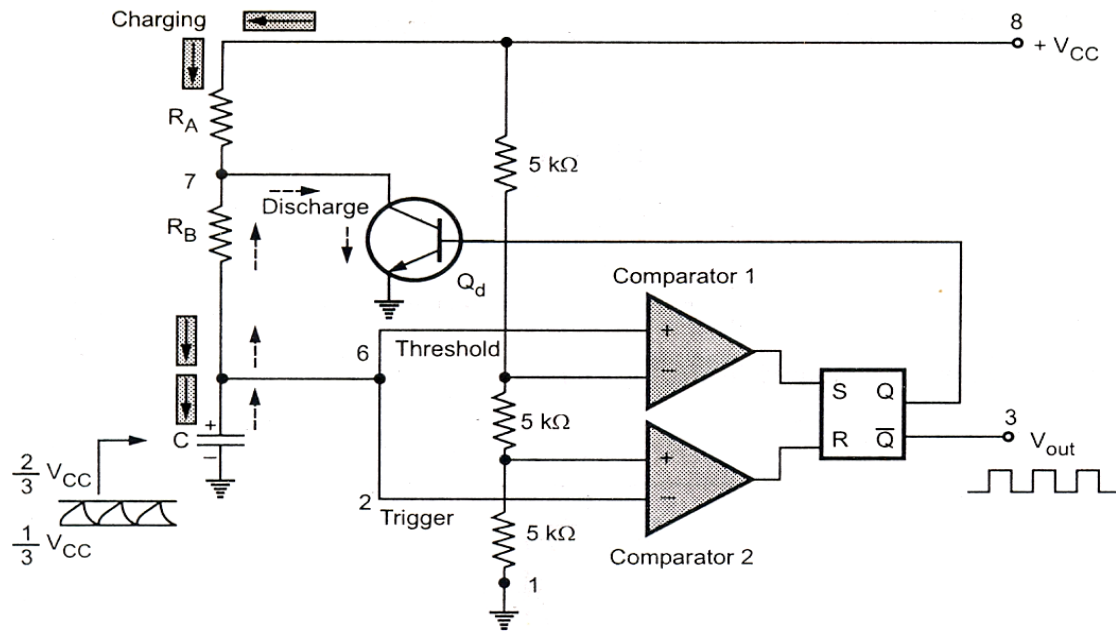 Charging
8
+ VCC
RA
5 kΩ
7
Discharge
RB
Qd
Comparator 1
6
Threshold
+
−
S Q
5 kΩ
3
+
C
−
R Q̅
Vout
2/3 VCC
+
−
2
Trigger
1/3 VCC
5 kΩ
Comparator 2
1